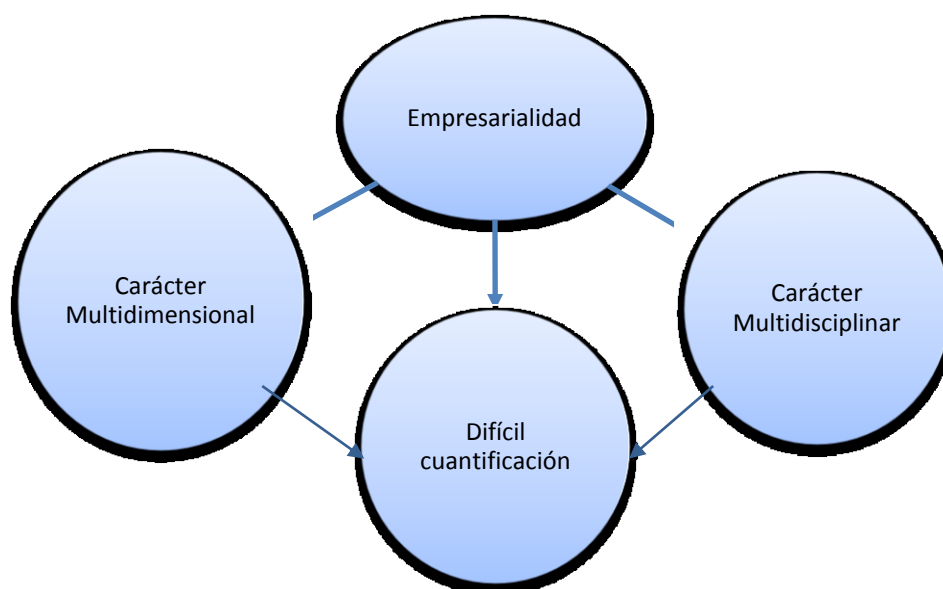 Empresarialidad
Carácter
Multidimensional
Carácter
Multidisciplinar
Difícil
cuantificación